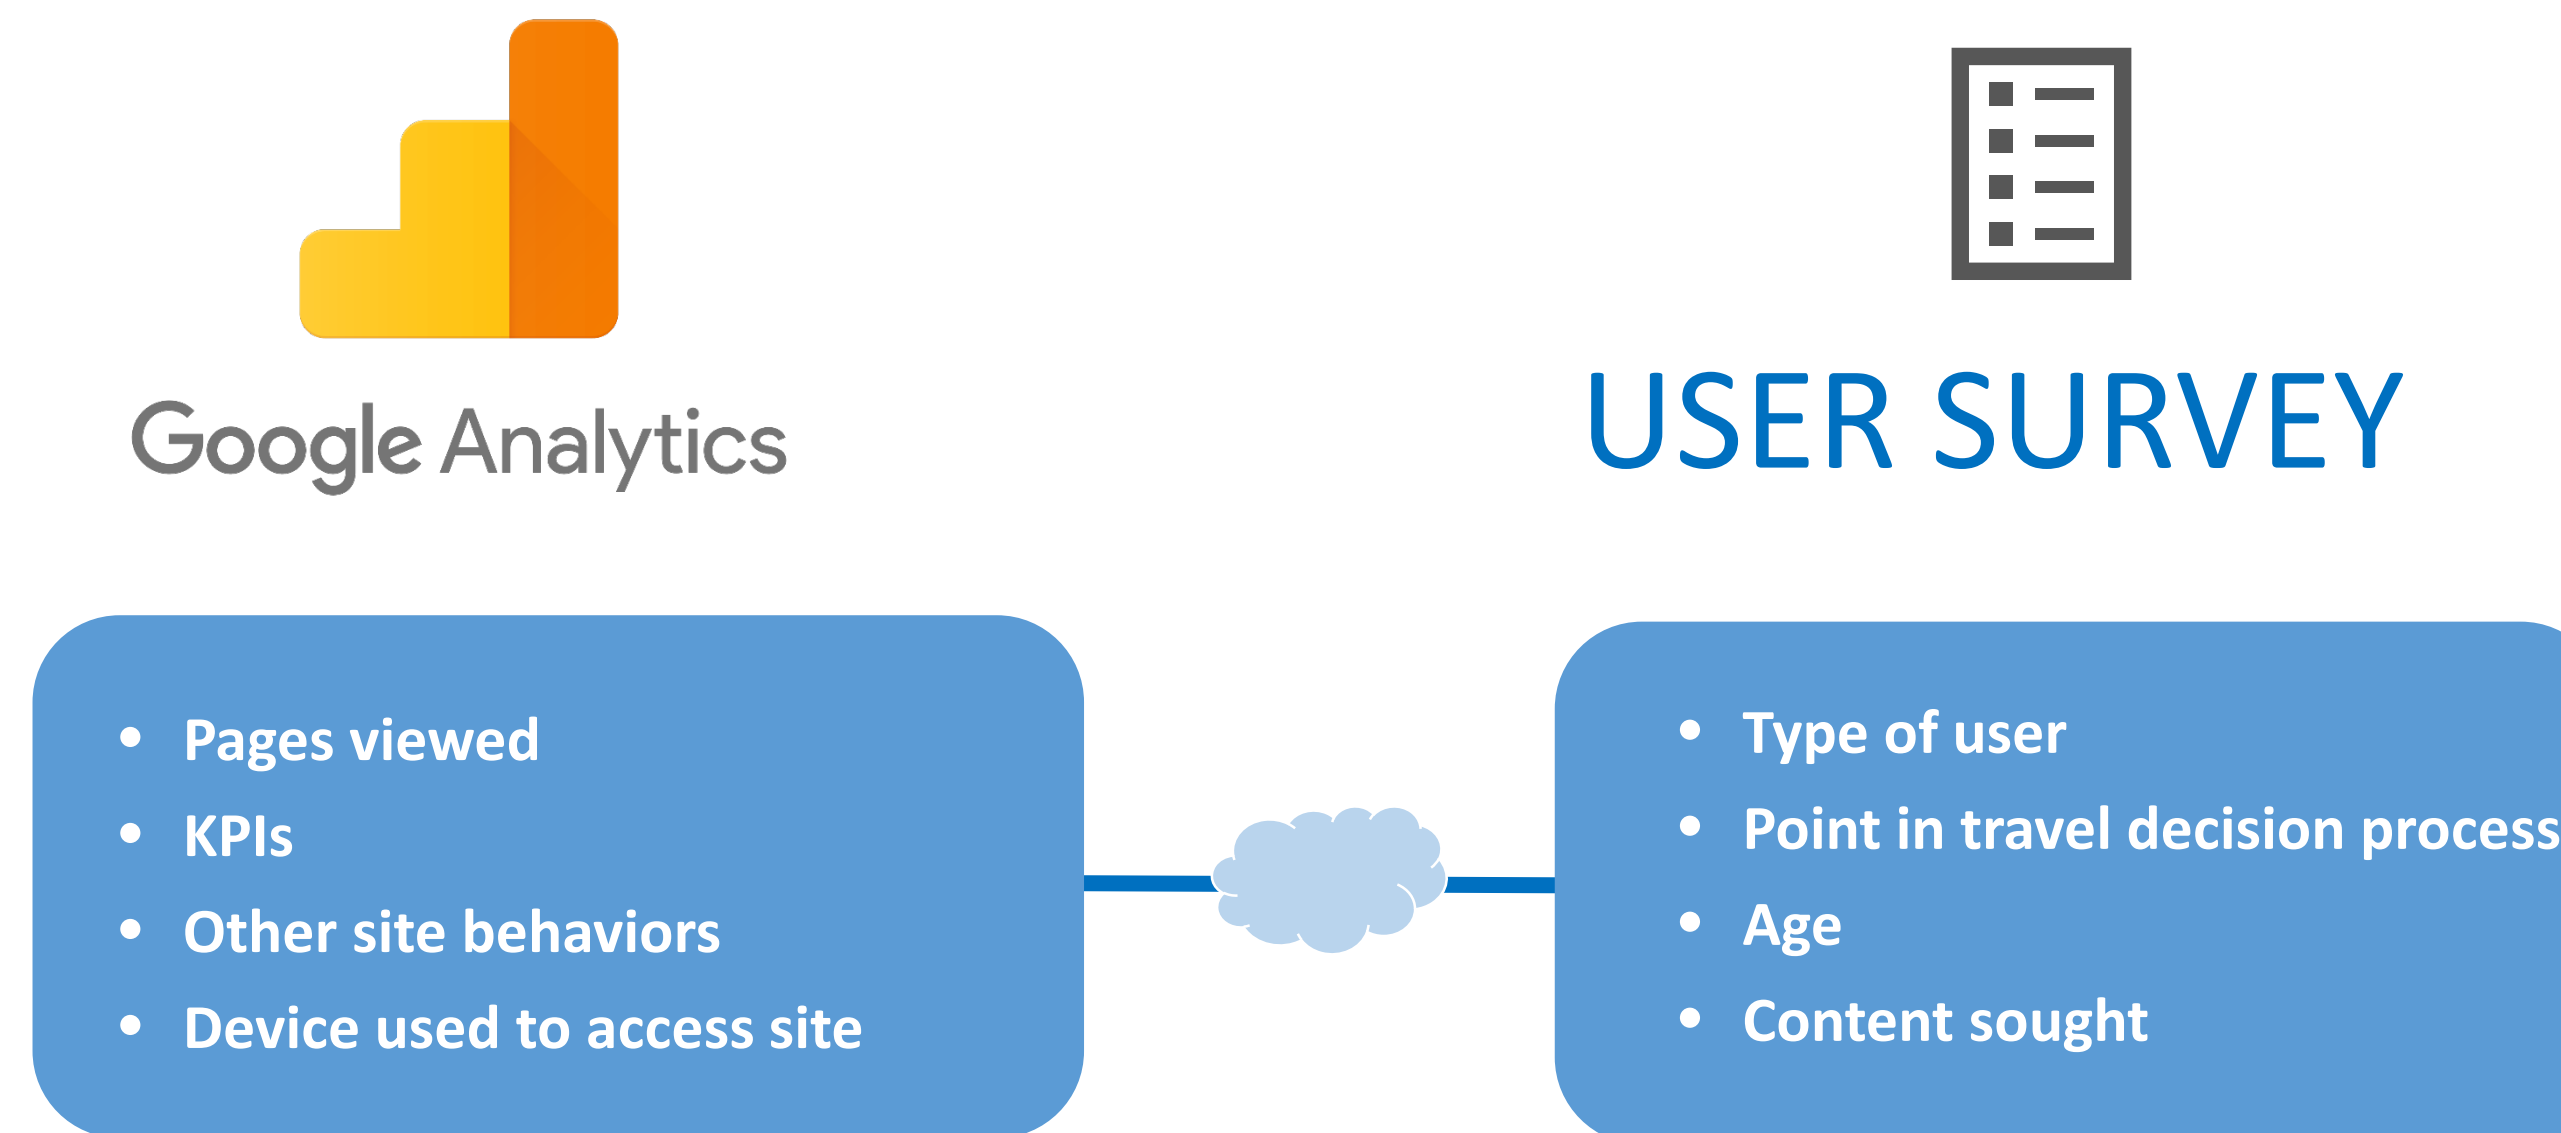 Google Analytics
USER SURVEY
• Pages viewed
• KPIs
• Other site behaviors
• Device used to access site
• Type of user
• Point in travel decision process
• Age
• Content sought